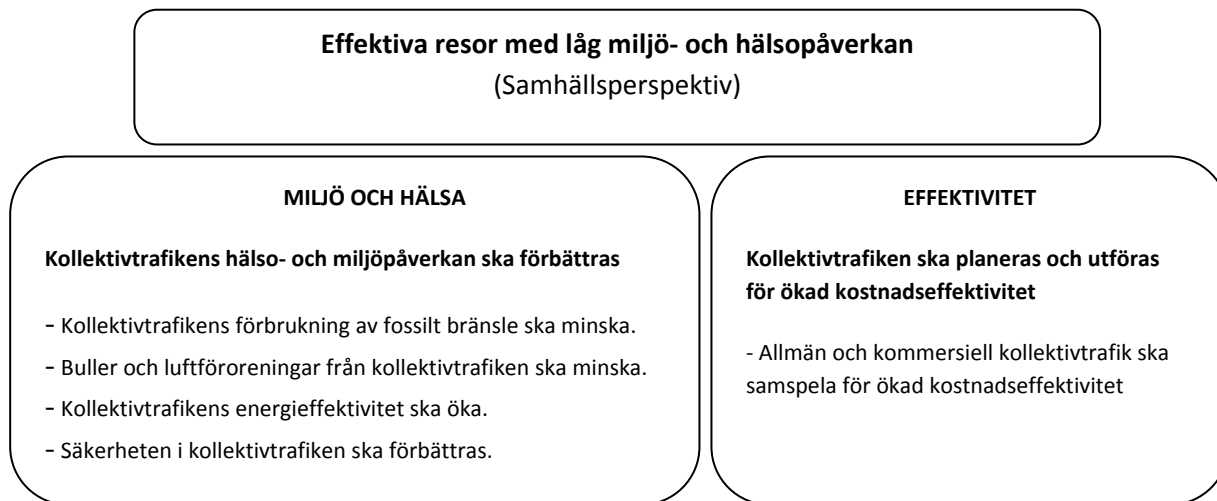 Effektiva resor med låg miljö- och hälsopåverkan
(Samhällsperspektiv)
MILJÖ OCH HÄLSA
Kollektivtrafikens hälso- och miljöpåverkan ska förbättras
- Kollektivtrafikens förbrukning av fossilt bränsle ska minska.
- Buller och luftföroreningar från kollektivtrafiken ska minska.
- Kollektivtrafikens energieffektivitet ska öka.
- Säkerheten i kollektivtrafiken ska förbättras.
EFFEKTIVITET
Kollektivtrafiken ska planeras och utföras
för ökad kostnadseffektivitet
- Allmän och kommersiell kollektivtrafik ska
samspela för ökad kostnadseffektivitet